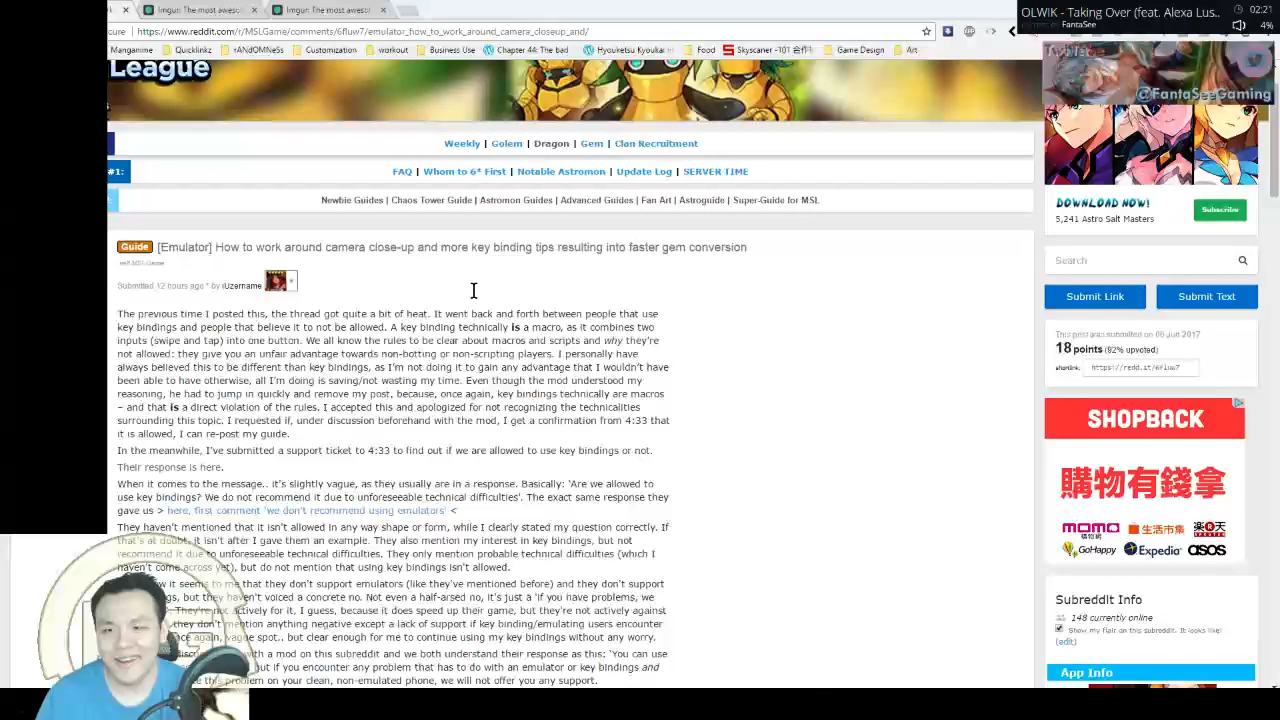 Imgur: The most aweso
Imgur: The most aweso
OLWIK - Taking Over (feat. Alexa Lus..
FantaSee
02:21
4%
cure | https://www.reddit.com/r/MSLGame/comments/6fluw7/emulator_how_to_work_around_camera_closeup_and/
Manganime
Quicklinkz
rANdOMNieSs
Customization
workout
Business Use
Chapter 44: The bad
Hyouketsu Kyoukai
Food
Skyscaner -101
Game Design
Art
League
@FantaSeeGaming
Weekly | Golem | Dragon | Gem | Clan Recruitment
#1:
FAQ | Whom to 6* First | Notable Astromon | Update Log | SERVER TIME
Newbie Guides | Chaos Tower Guide | Astromon Guides | Advanced Guides | Fan Art | Astroguide | Super-Guide for MSL
DOWNLOAD NOW!
5,241 Astro Salt Masters
Subscribe
Guide [Emulator] How to work around camera close-up and more key binding tips resulting into faster gem conversion
self.MSLGame
Submitted 12 hours ago * by iUzername
Search
Submit Link
Submit Text
The previous time I posted this, the thread got quite a bit of heat. It went back and forth between people that use
key bindings and people that believe it to not be allowed. A key binding technically is a macro, as it combines two
inputs (swipe and tap) into one button. We all know the rules to be clear about macros and scripts and why they're
not allowed: they give you an unfair advantage towards non-botting or non-scripting players. I personally have
always believed this to be different than key bindings, as I'm not doing it to gain any advantage that I wouldn't have
been able to have otherwise, all I'm doing is saving/not wasting my time. Even though the mod understood my
reasoning, he had to jump in quickly and remove my post, because, once again, key bindings technically are macros
– and that is a direct violation of the rules. I accepted this and apologized for not recognizing the technicalities
surrounding this topic. I requested if, under discussion beforehand with the mod, I get a confirmation from 4:33 that
it is allowed, I can re-post my guide.
In the meanwhile, I've submitted a support ticket to 4:33 to find out if we are allowed to use key bindings or not.
Their response is here.
When it comes to the message.. it's slightly vague, as they usually are in response. Basically: 'Are we allowed to
use key bindings? We do not recommend it due to unforeseeable technical difficulties'. The exact same response they
gave us > here, first comment 'we don't recommend using emulators' <
They haven't mentioned that it isn't allowed in any way shape or form, while I clearly stated my question correctly. If
that's at doubt, it isn't after I gave them an example. They also mention my interest in key bindings, but not
recommend it due to unforeseeable technical difficulties. They only mention probable technical difficulties (which I
haven't come across yet), but do not mention that using key bindings isn't allowed.
w it seems to me that they don't support emulators (like they've mentioned before) and they don't support
ngs, but they haven't voiced a concrete no. Not even a half-arsed no, it's just a 'if you have problems, we
They're not actively for it, I guess, because it does speed up their game, but they're not actively against
they don't mention anything negative except a lack of support if key binding/emulating users encounter
nce again, vague spot.. but clear enough for me to continue using my key bindings without any worry.
with a mod on this subreddit and we both understand their response as this: 'You can use
but if you encounter any problem that has to do with an emulator or key bindings and
e this problem on your clean, non-emulated phone, we will not offer you any support.
This post was submitted on 06 Jun 2017
18 points (92% upvoted)
shortlink: https://redd.it/6fluw7
SHOPBACK
購物有錢拿
momo
生活市集
樂天
GoHappy
Expedia
asos
Subreddit Info
148 currently online
Show my flair on this subreddit. It looks like:
(edit)
App Info